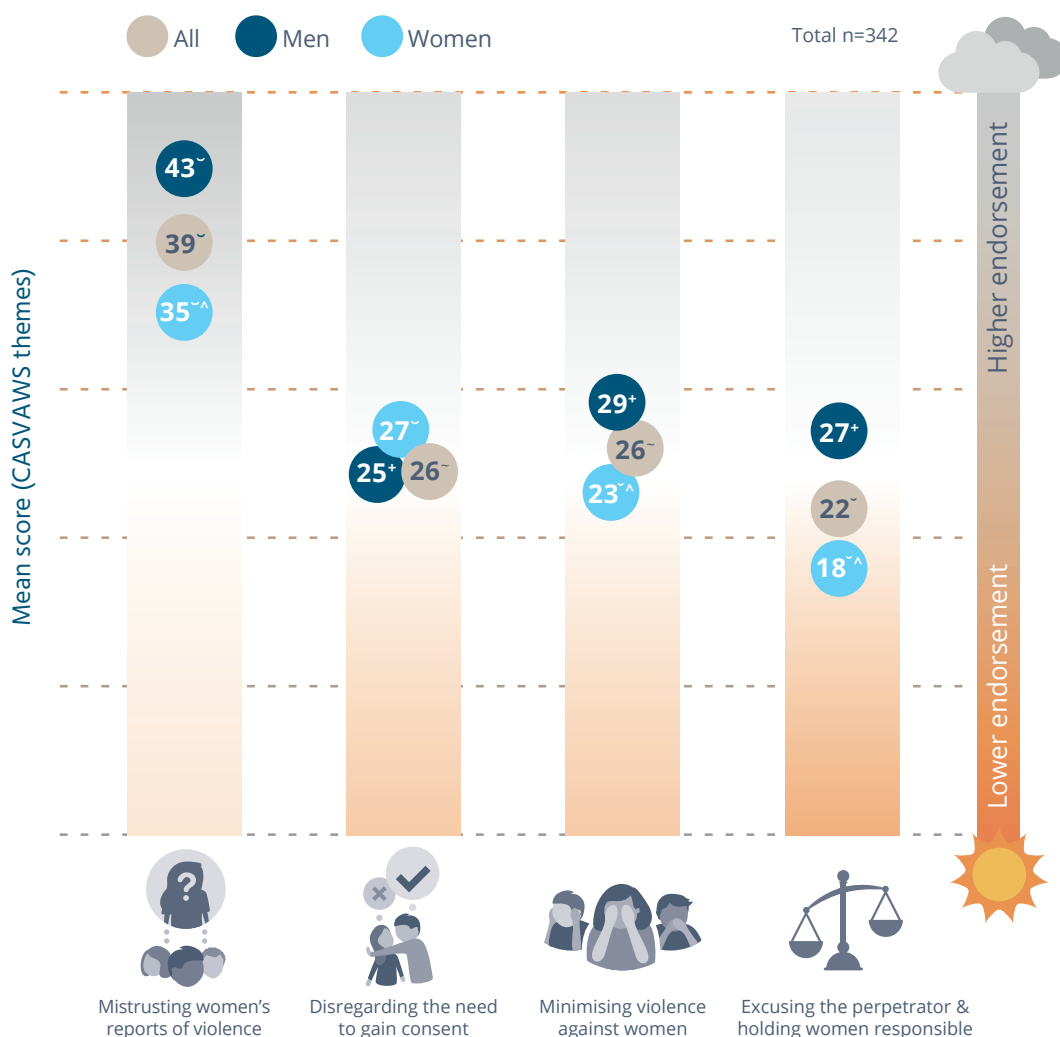 All
Men
Women
Total n=342
Mean score (CASVAWS themes)
Higher endorsement
Lower endorsement
43˘
39˘
35˘^
27˘
25+
26~
29+
26~
23˘^
27+
22˘
18˘^
?
Mistrusting women’s
reports of violence
Disregarding the need
to gain consent
Minimising violence
against women
Excusing the perpetrator &
holding women responsible